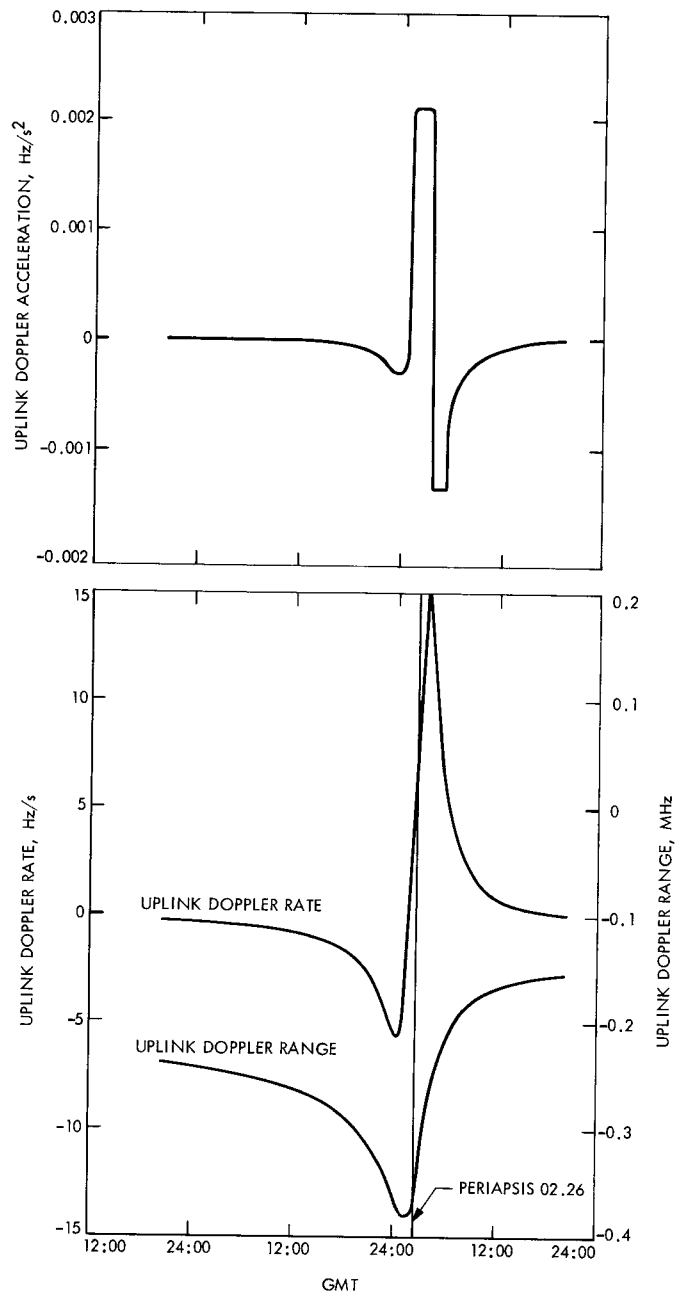 0.003
0.002
0.001
0
-0.001
-0.002
UPLINK DOPPLER ACCELERATION, Hz/s²
15
10
5
0
-5
-10
-15
UPLINK DOPPLER RATE, Hz/s
0.2
0.1
0
-0.1
-0.2
-0.3
-0.4
UPLINK DOPPLER RANGE, MHz
UPLINK DOPPLER RATE
UPLINK DOPPLER RANGE
PERIAPSIS 02.26
12:00 24:00 12:00 24:00 12:00 24:00
GMT